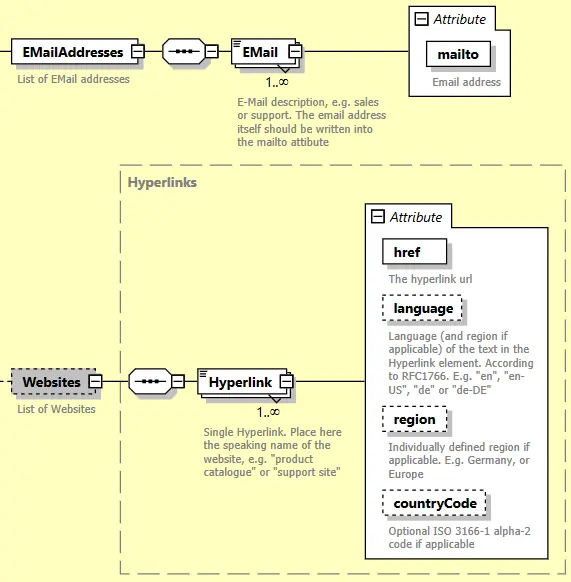 Attribute
EMailAddresses
EMail
mailto
List of EMail addresses
1..∞
Email address
E-Mail description, e.g. sales
or support. The email address
itself should be written into
the mailto attibute
Hyperlinks
Attribute
href
The hyperlink url
language
Language (and region if
applicable) of the text in the
Hyperlink element. According
to RFC1766. E.g. "en", "en-
US", "de" or "de-DE"
Websites
Hyperlink
List of Websites
1..∞
Single Hyperlink. Place here
the speaking name of the
website, e.g. "product
catalogue" or "support site"
region
Individually defined region if
applicable. E.g. Germany, or
Europe
countryCode
Optional ISO 3166-1 alpha-2
code if applicable